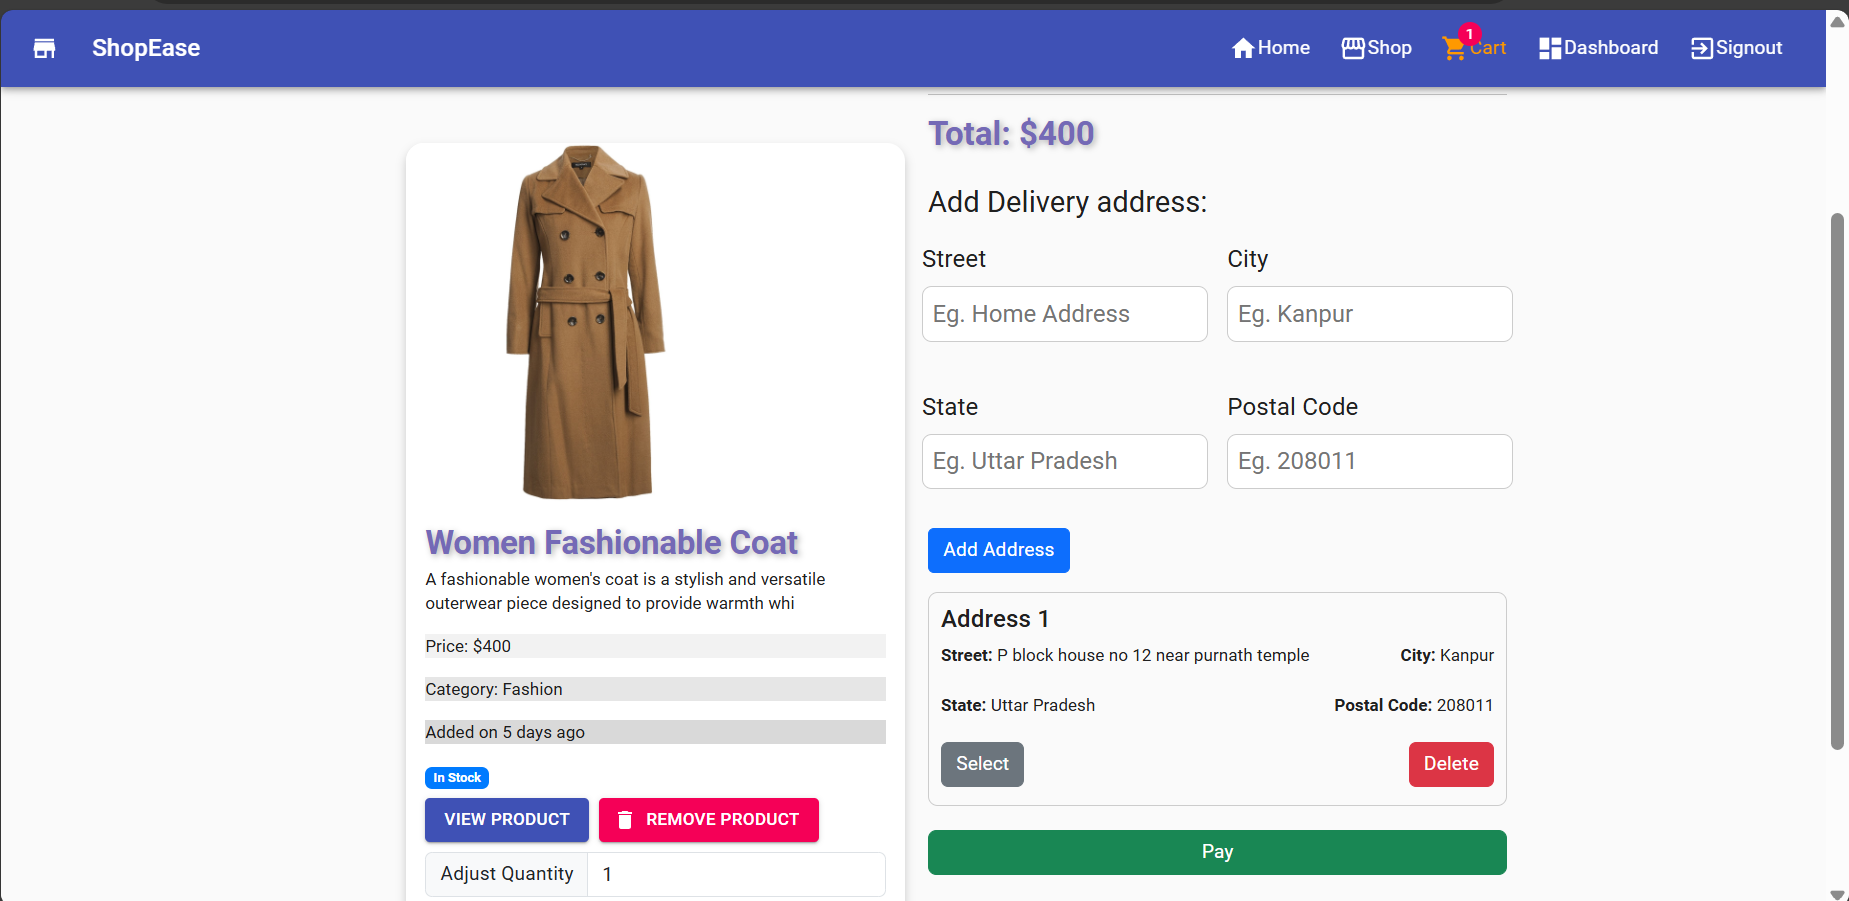 ShopEase
Home
Shop
1
Cart
Dashboard
Signout
Women Fashionable Coat
A fashionable women's coat is a stylish and versatile
outerwear piece designed to provide warmth whi
Price: $400
Category: Fashion
Added on 5 days ago
In Stock
VIEW PRODUCT
REMOVE PRODUCT
Adjust Quantity 1
Total: $400
Add Delivery address:
Street
City
Eg. Home Address
Eg. Kanpur
State
Postal Code
Eg. Uttar Pradesh
Eg. 208011
Add Address
Address 1
Street: P block house no 12 near purnath temple
City: Kanpur
State: Uttar Pradesh
Postal Code: 208011
Select
Delete
Pay